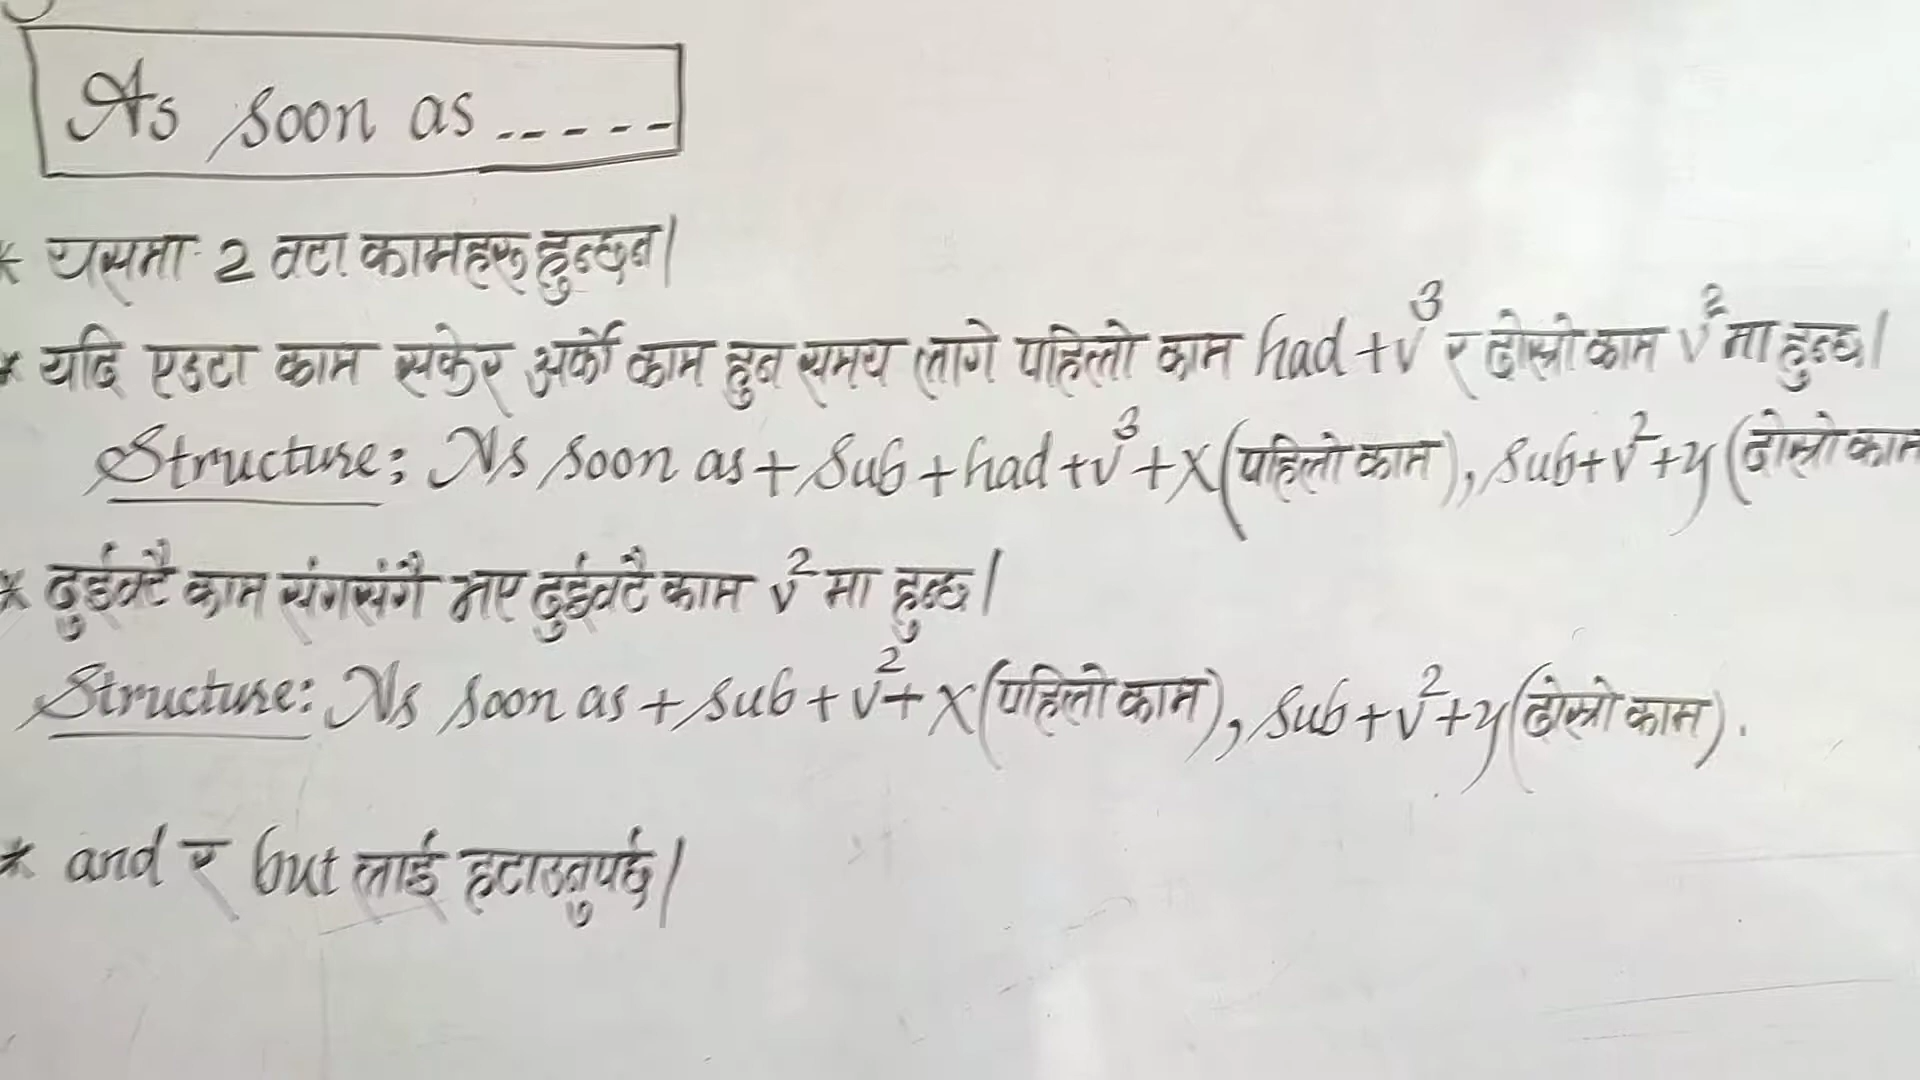 As soon as -----
* यसमा 2 वटा कामहरू हुन्छन।
* यदि एउटा काम सकेर अर्को काम हुन समय लागे पहिलो काम had + v³ र दोस्रो काम v² मा हुन्छ।
Structure: As soon as + sub + had + v³ + x (पहिलो काम), sub + v² + y (दोस्रो काम
* दुईवटै काम संगसंगै भए दुईवटै काम v² मा हुन्छ।
Structure: As soon as + sub + v² + x (पहिलो काम), sub + v² + y (दोस्रो काम).
* and र but लाई हटाउनुपर्छ।